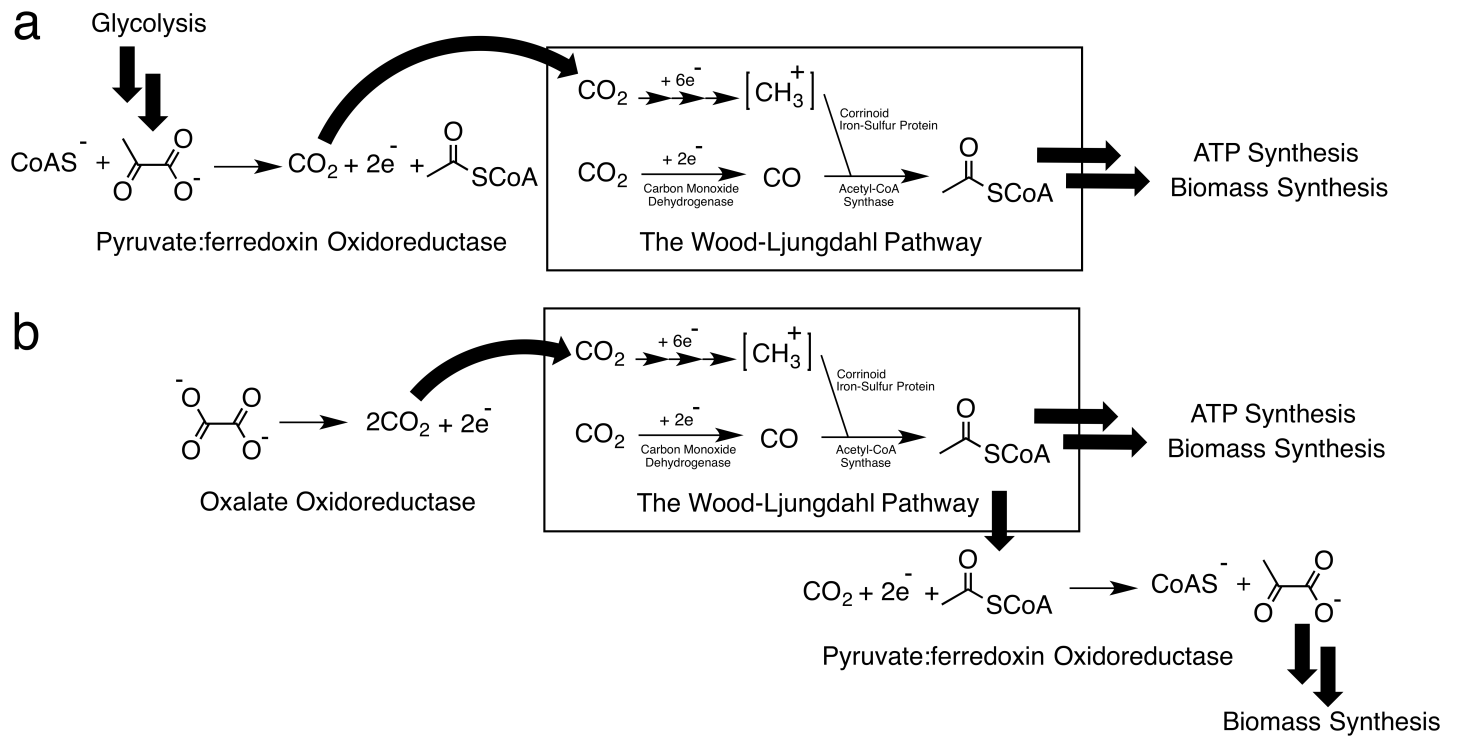 a
Glycolysis
CoAS- + O O O- → CO2 + 2e- + O SCoA
Pyruvate:ferredoxin Oxidoreductase
CO2 + 6e- [CH3+]
Corrinoid
Iron-Sulfur Protein
CO2 + 2e- CO O SCoA
Carbon Monoxide
Dehydrogenase
Acetyl-CoA
Synthase
The Wood-Ljungdahl Pathway
ATP Synthesis
Biomass Synthesis
b
-O O O O- → 2CO2 + 2e-
Oxalate Oxidoreductase
CO2 + 6e- [CH3+]
Corrinoid
Iron-Sulfur Protein
CO2 + 2e- CO O SCoA
Carbon Monoxide
Dehydrogenase
Acetyl-CoA
Synthase
The Wood-Ljungdahl Pathway
ATP Synthesis
Biomass Synthesis
CO2 + 2e- + O SCoA → CoAS- + O O O-
Pyruvate:ferredoxin Oxidoreductase
Biomass Synthesis